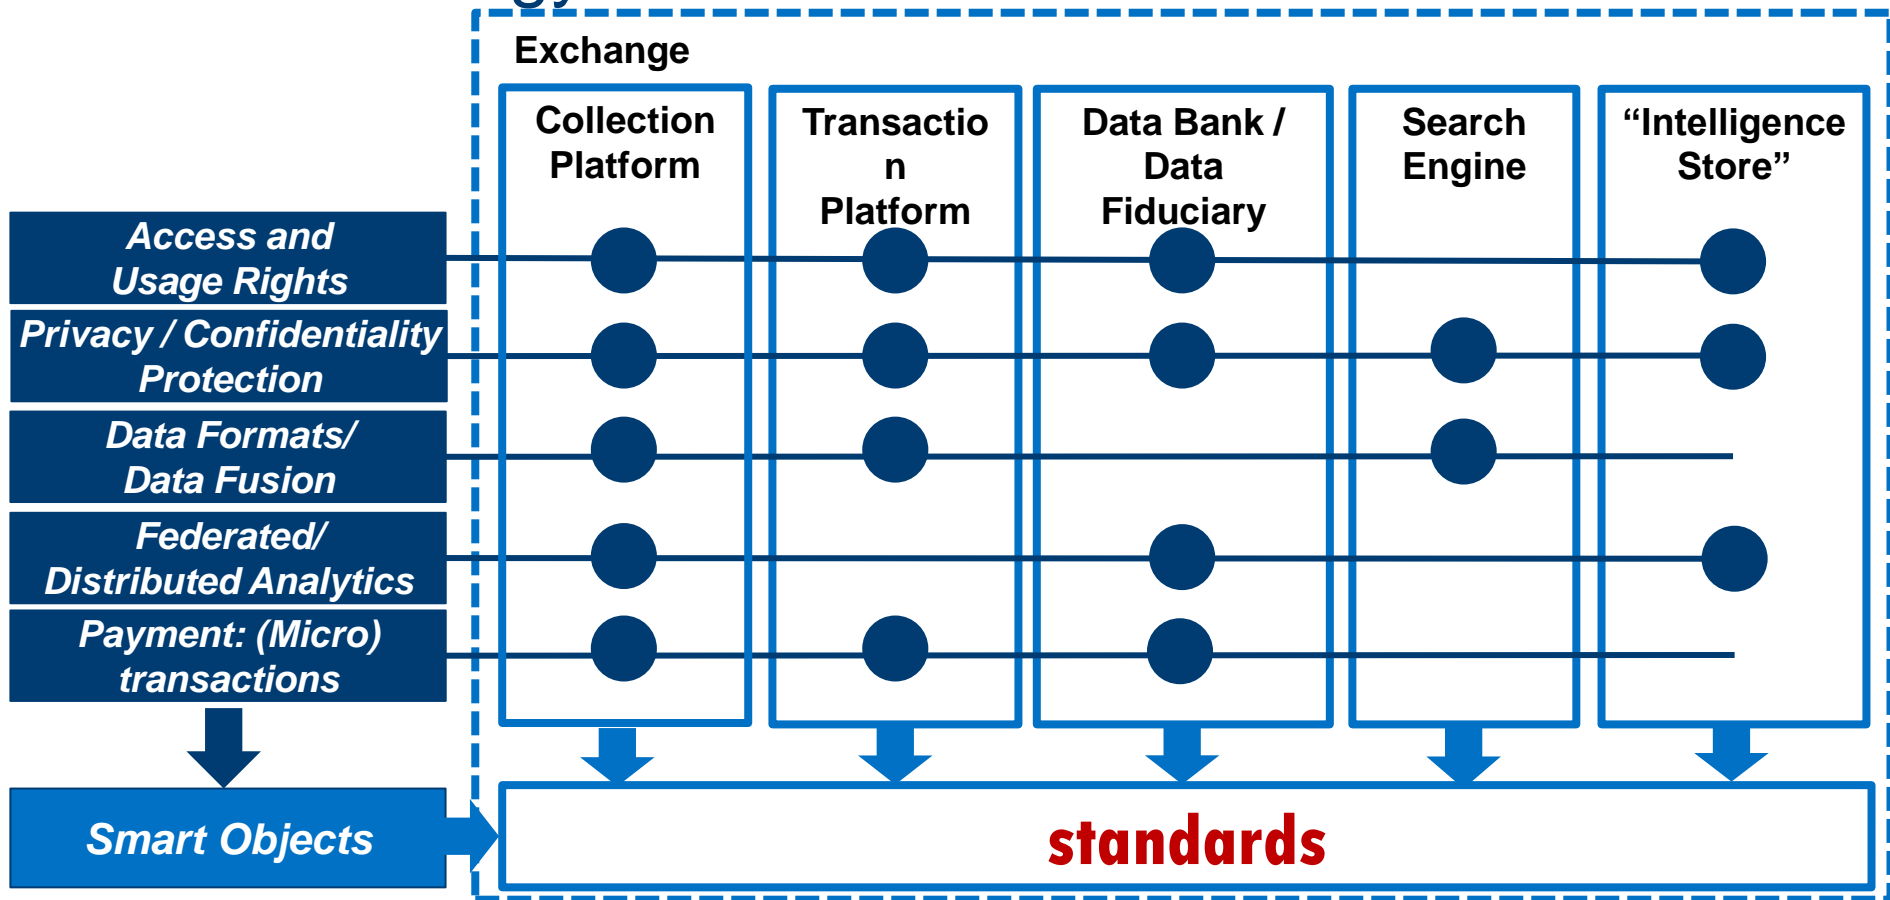 gy
Exchange
Collection
Platform
Transactio
n
Platform
Data Bank /
Data
Fiduciary
Search
Engine
“Intelligence
Store”
Access and
Usage Rights
Privacy / Confidentiality
Protection
Data Formats/
Data Fusion
Federated/
Distributed Analytics
Payment: (Micro)
transactions
Smart Objects
standards